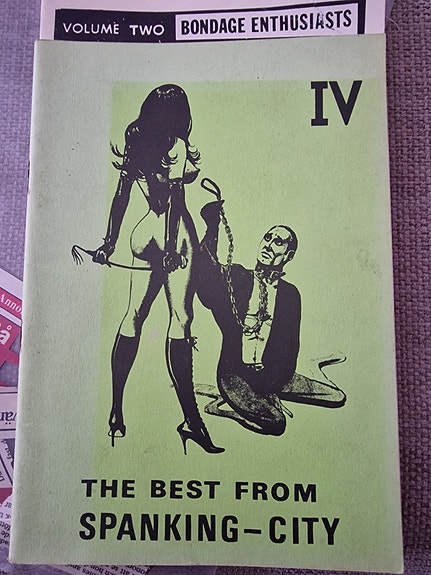 VOLUME TWO BONDAGE ENTHUSIASTS
IV
THE BEST FROM
SPANKING-CITY